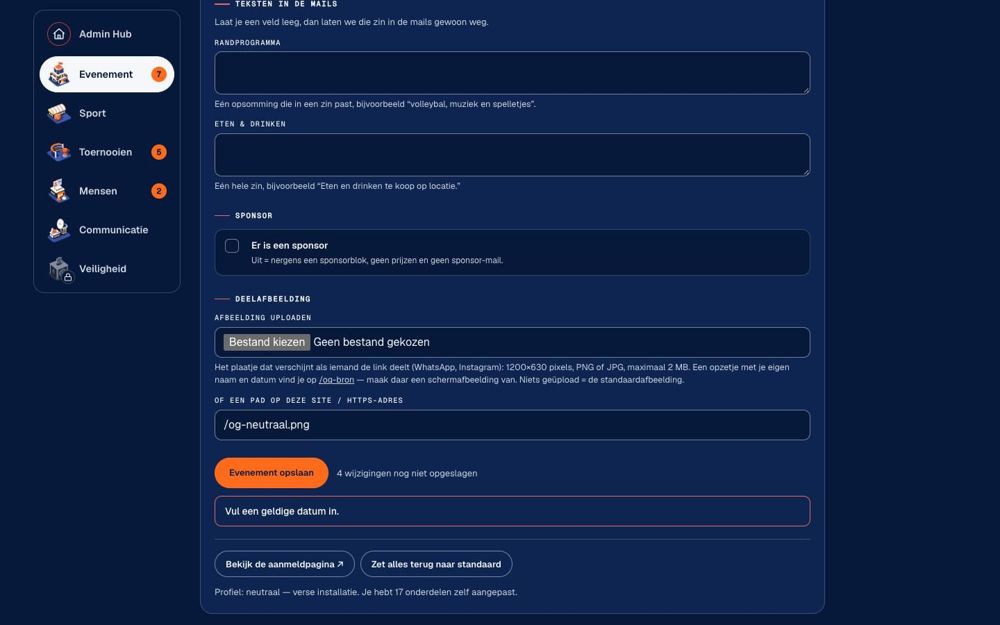 Admin Hub
Evenement
7
Sport
Toernooien
5
Mensen
2
Communicatie
Veiligheid
TEKSTEN IN DE MAILS
Laat je een veld leeg, dan laten we die zin in de mails gewoon weg.
RANDPROGRAMMA
Eén opsomming die in een zin past, bijvoorbeeld “volleybal, muziek en spelletjes”.
ETEN & DRINKEN
Eén hele zin, bijvoorbeeld “Eten en drinken te koop op locatie.”
SPONSOR
Er is een sponsor
Uit = nergens een sponsorblok, geen prijzen en geen sponsor-mail.
DEELAFBEELDING
AFBEELDING UPLOADEN
Bestand kiezen Geen bestand gekozen
Het plaatje dat verschijnt als iemand de link deelt (WhatsApp, Instagram): 1200×630 pixels, PNG of JPG, maximaal 2 MB. Een opzetje met je eigen
naam en datum vind je op /og-bron — maak daar een schermafbeelding van. Niets geüpload = de standaardafbeelding.
OF EEN PAD OP DEZE SITE / HTTPS-ADRES
/og-neutraal.png
Evenement opslaan
4 wijzigingen nog niet opgeslagen
Vul een geldige datum in.
Bekijk de aanmeldpagina ↗
Zet alles terug naar standaard
Profiel: neutraal — verse installatie. Je hebt 17 onderdelen zelf aangepast.